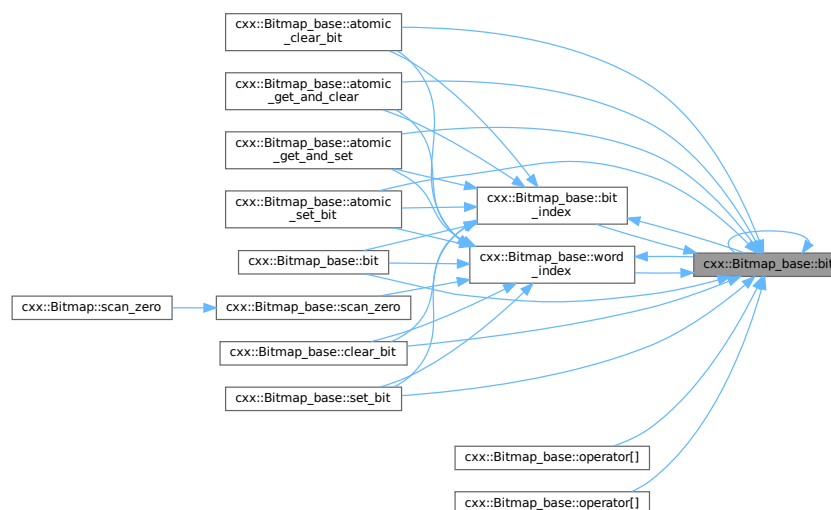 cxx::Bitmap_base::atomic
_clear_bit
cxx::Bitmap_base::atomic
_get_and_clear
cxx::Bitmap_base::atomic
_get_and_set
cxx::Bitmap_base::atomic
_set_bit
cxx::Bitmap_base::bit
_index
cxx::Bitmap_base::bit
cxx::Bitmap_base::word
_index
cxx::Bitmap_base::bit
cxx::Bitmap::scan_zero
cxx::Bitmap_base::scan_zero
cxx::Bitmap_base::clear_bit
cxx::Bitmap_base::set_bit
cxx::Bitmap_base::operator[]
cxx::Bitmap_base::operator[]